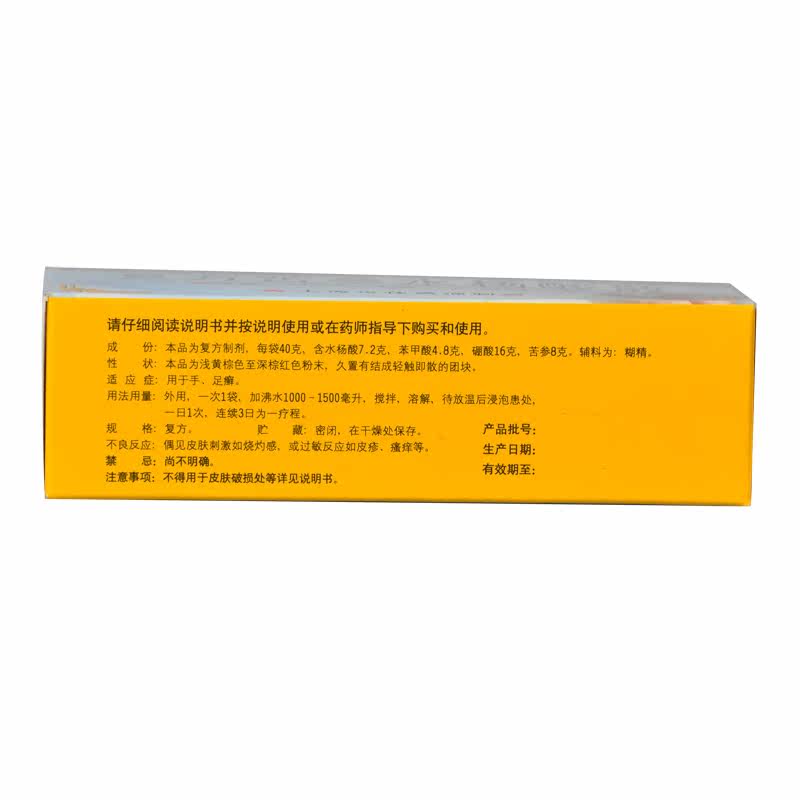 请仔细阅读说明书并按说明使用或在药师指导下购买和使用。
成 份：本品为复方制剂，每袋40克，含水杨酸7.2克，苯甲酸4.8克，硼酸16克，苦参8克。辅料为：糊精。
性 状：本品为浅黄棕色至深棕红色粉末，久置有结成轻触即散的团块。
适 应 症：用于手、足癣。
用法用量：外用，一次1袋，加沸水1000-1500毫升，搅拌，溶解，待放温后浸泡患处，
一日1次，连续3日为一疗程。
规 格：复方。 贮 藏：密闭，在干燥处保存。 产品批号：
不良反应：偶见皮肤刺激如烧灼感，或过敏反应如皮疹、瘙痒等。 生产日期：
禁 忌：尚不明确。 有效期至：
注意事项：不得用于皮肤破损处等详见说明书。